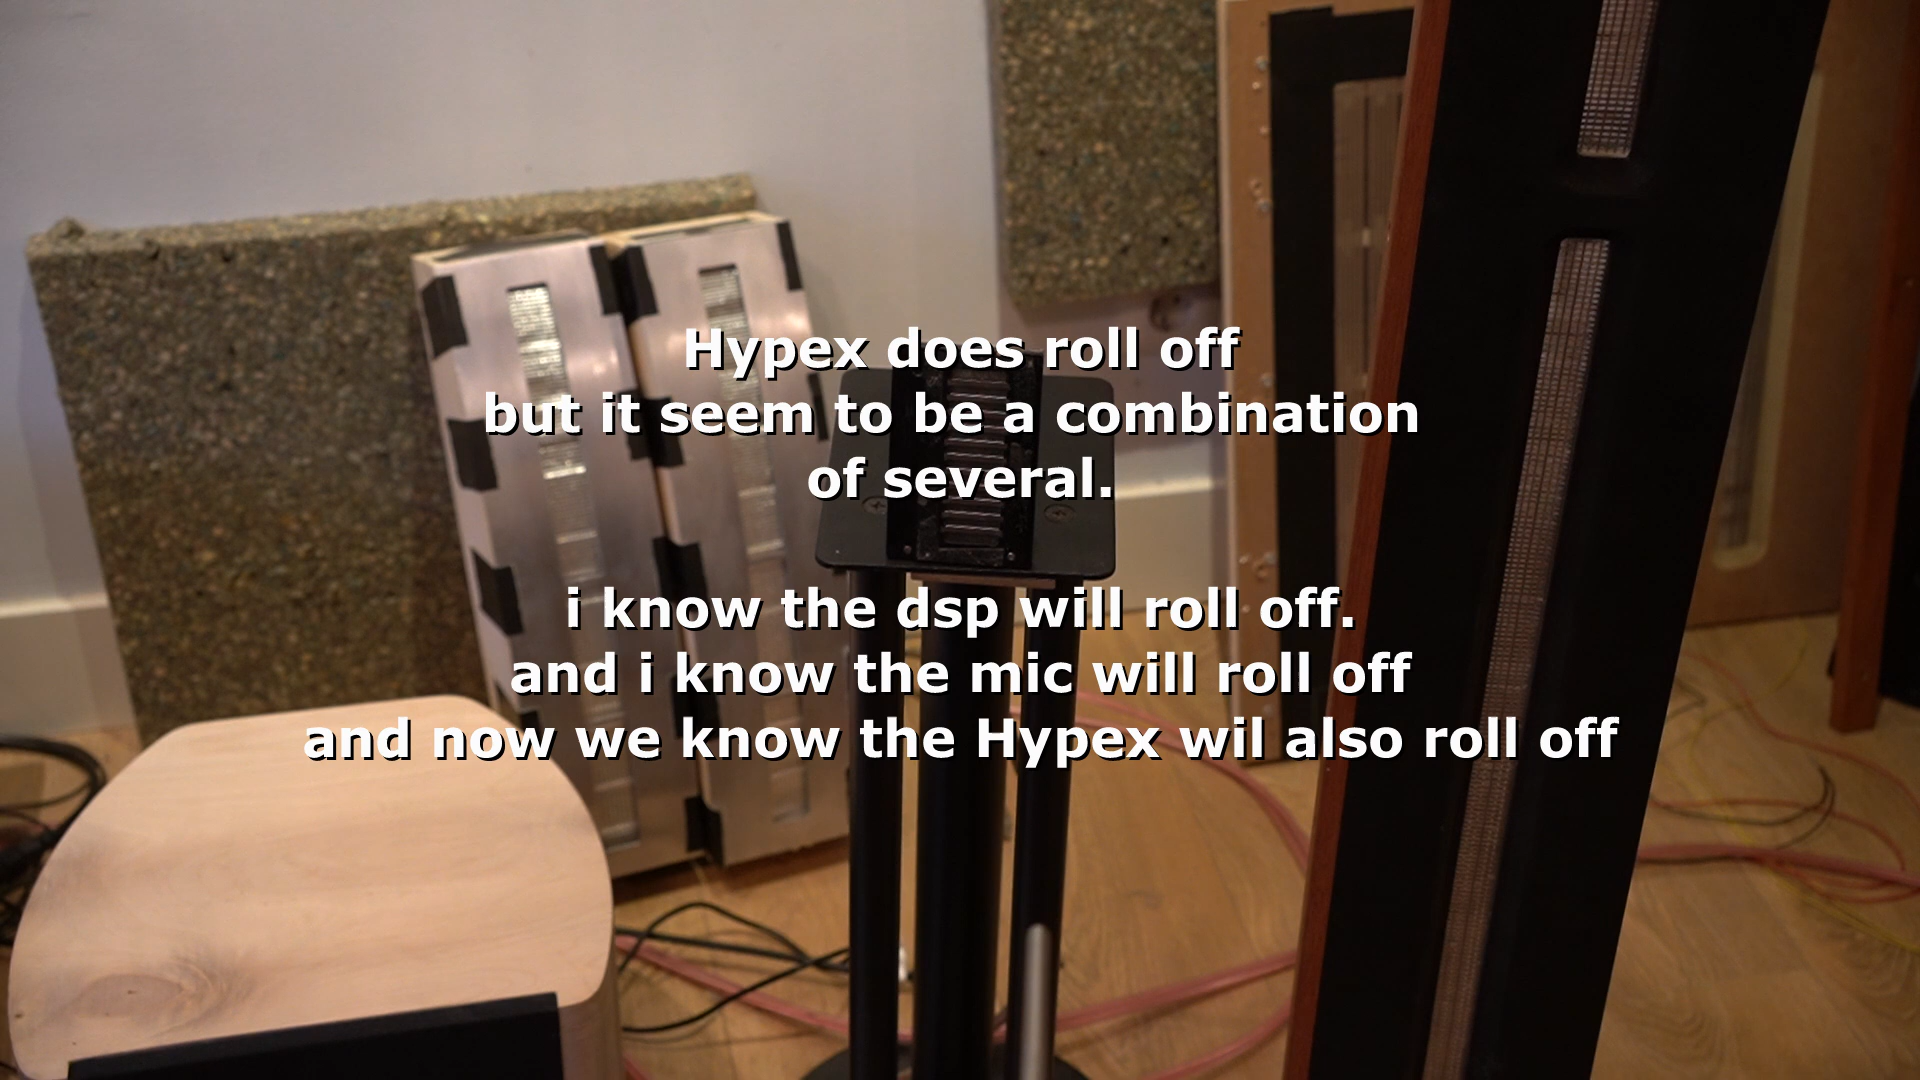 Hypex does roll off
but it seem to be a combination
of several.
i know the dsp will roll off.
and i know the mic will roll off
and now we know the Hypex wil also roll off